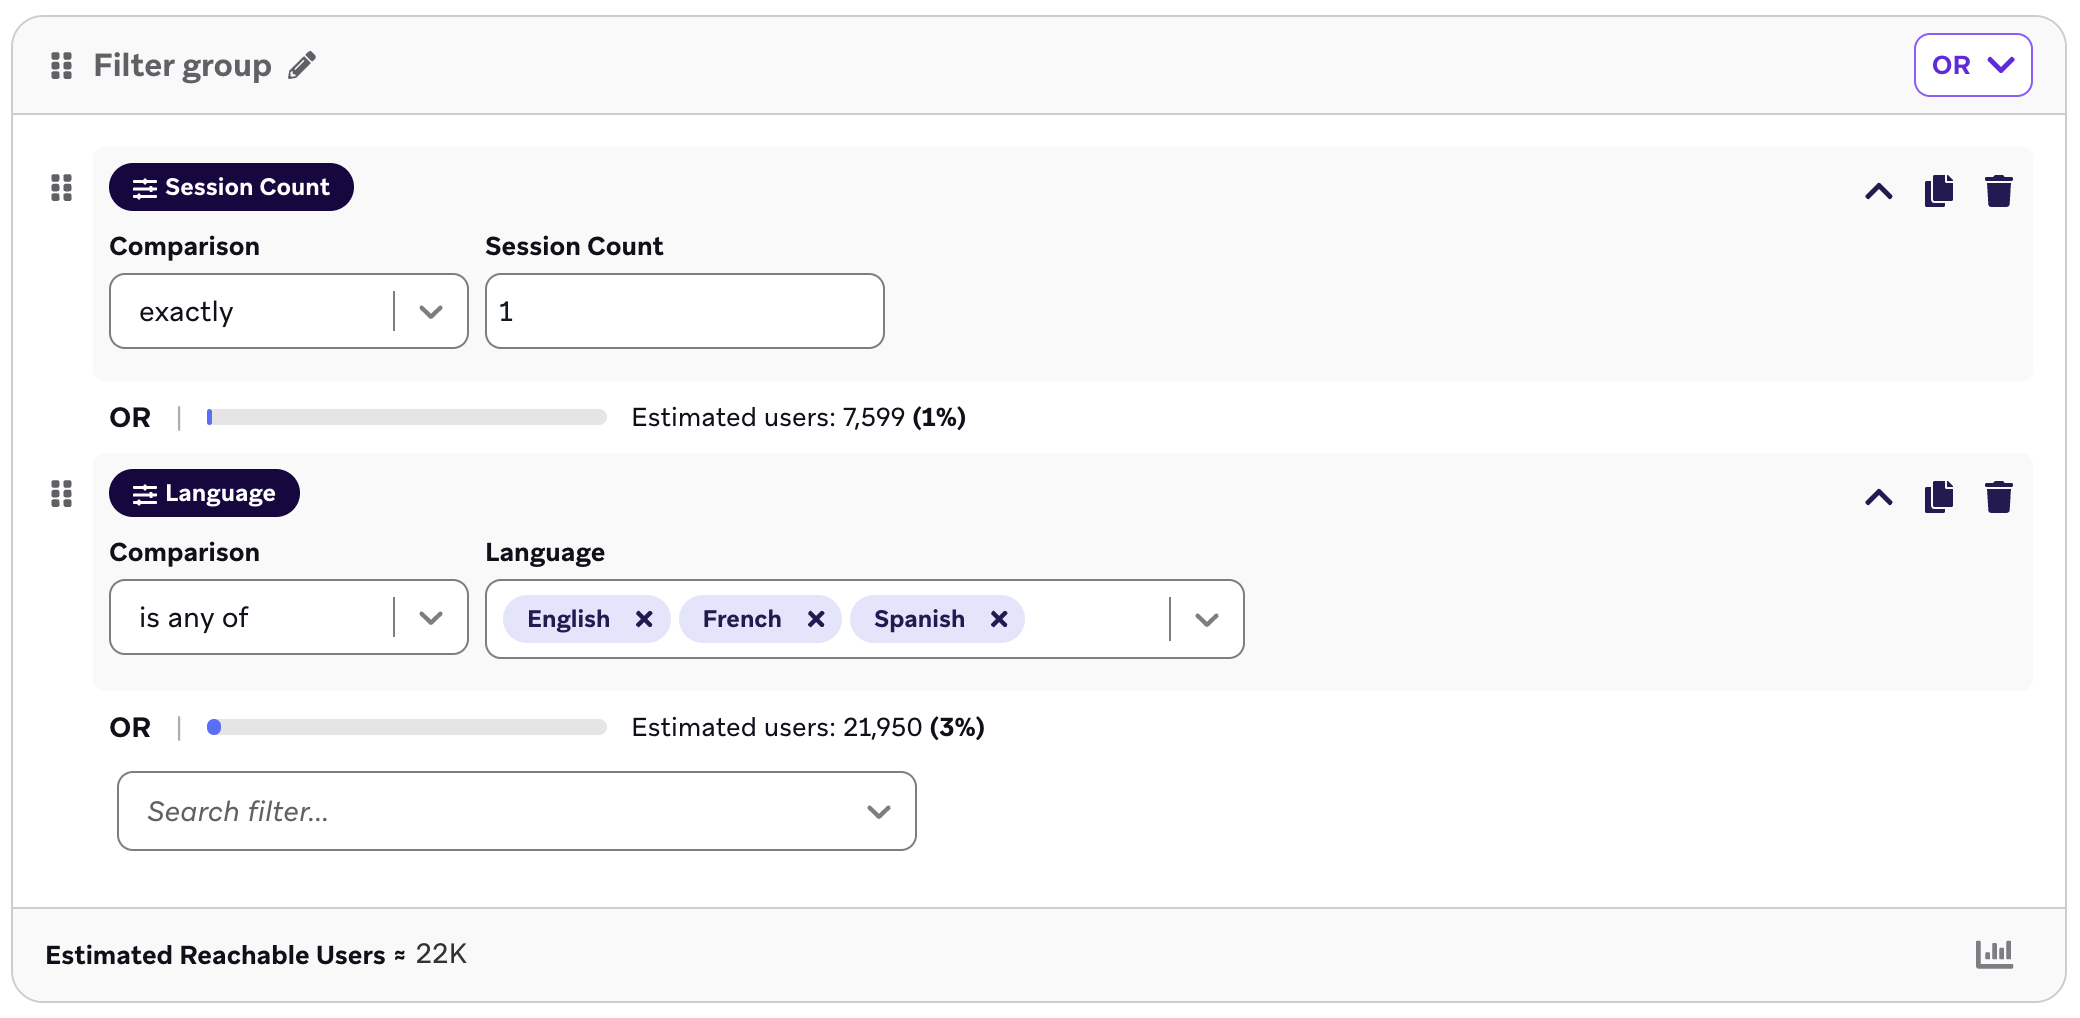 Filter group
OR
Session Count
Comparison
Session Count
exactly
1
OR
Estimated users: 7,599 (1%)
Language
Comparison
Language
is any of
English French Spanish
OR
Estimated users: 21,950 (3%)
Search filter...
Estimated Reachable Users ≈ 22K